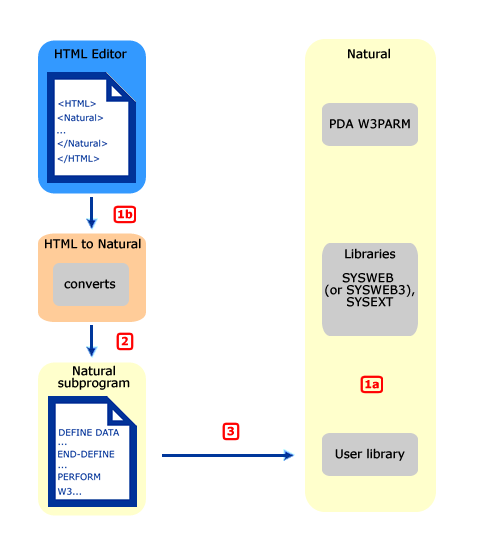 HTML Editor
<HTML>
<Natural>
...
</Natural>
</HTML>
1b
HTML to Natural
converts
2
Natural
subprogram
DEFINE DATA
...
END-DEFINE
...
PERFORM
W3...
3
Natural
PDA W3PARM
Libraries
SYSWEB
(or SYSWEB3),
SYSEXT
1a
User library